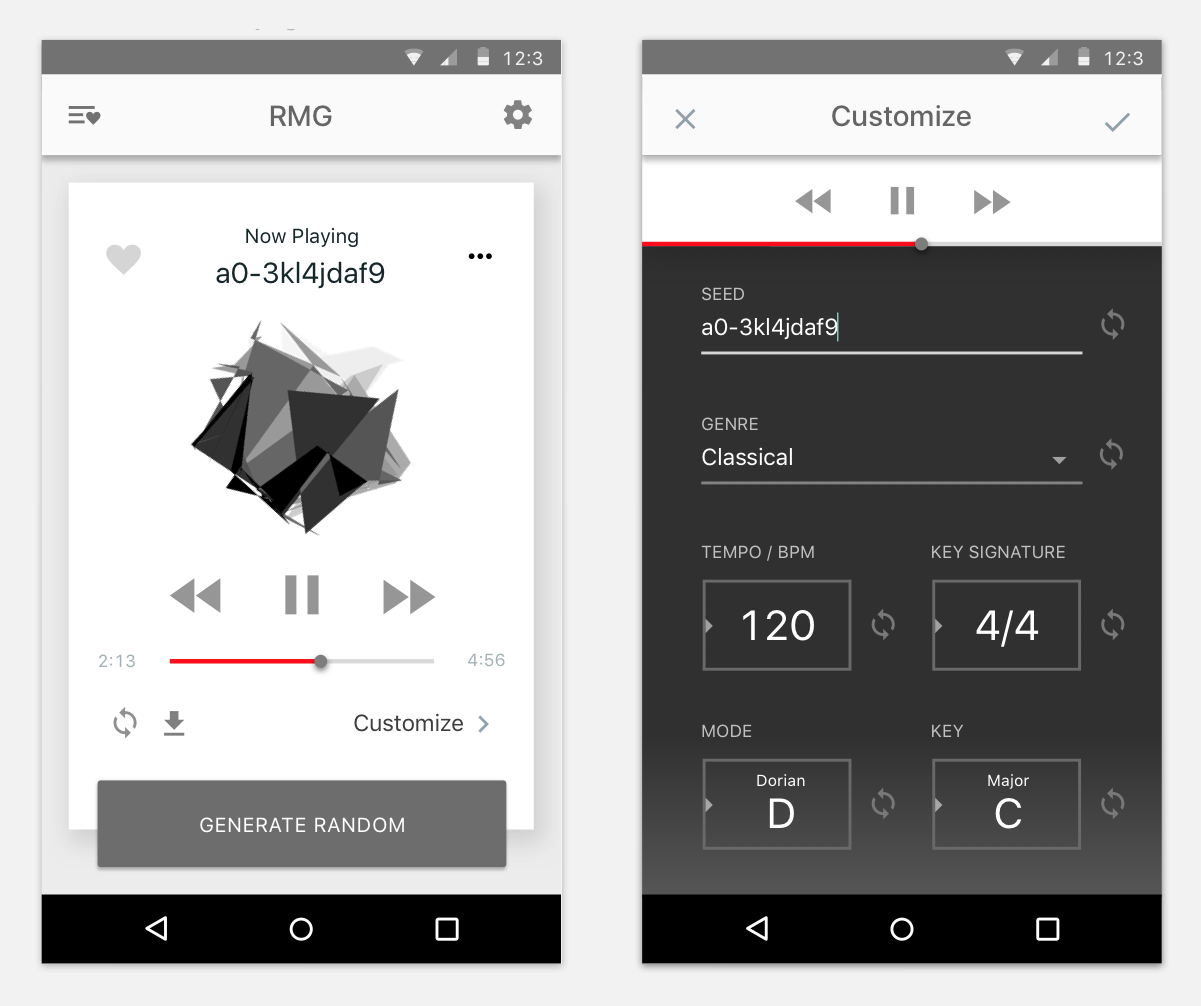 12:3
RMG
Now Playing
a0-3kl4jdaf9
2:13
4:56
Customize
GENERATE RANDOM
12:3
Customize
SEED
a0-3kl4jdaf9
GENRE
Classical
TEMPO / BPM
KEY SIGNATURE
120
4/4
MODE
KEY
Dorian
D
Major
C